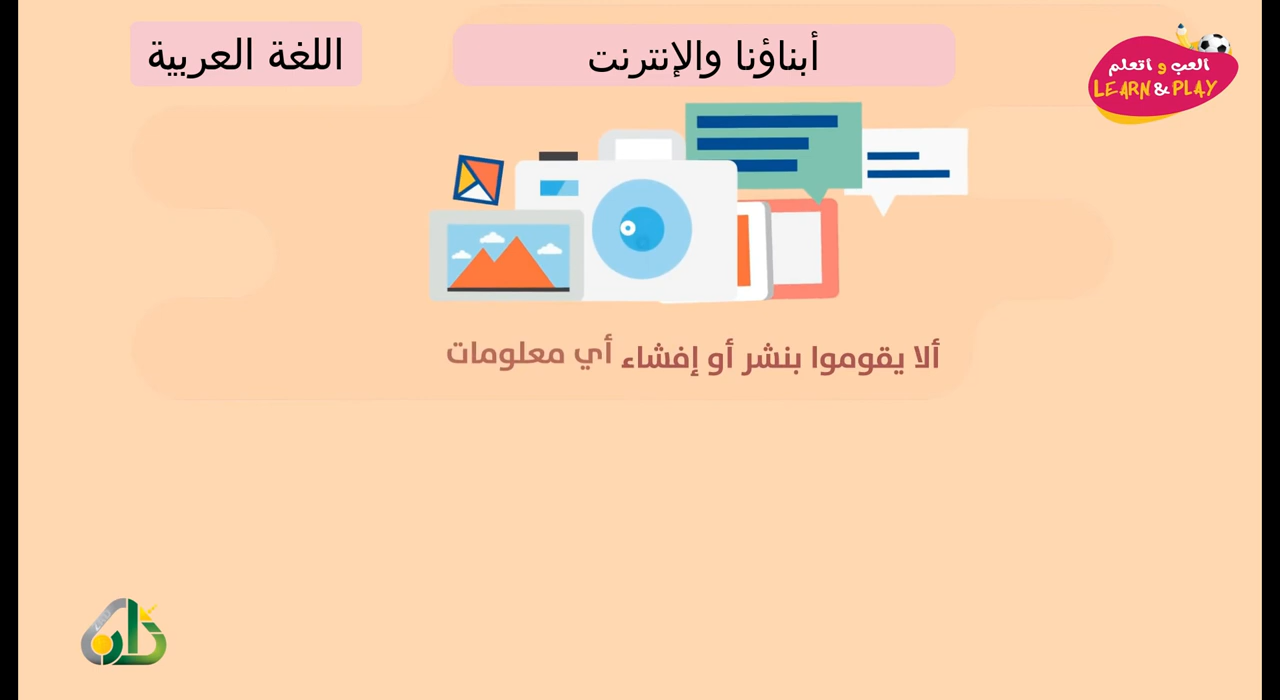 أبناؤنا والإنترنت
اللغة العربية
العب و اتعلم
LEARN & PLAY
ألا يقوموا بنشر أو إفشاء أي معلومات